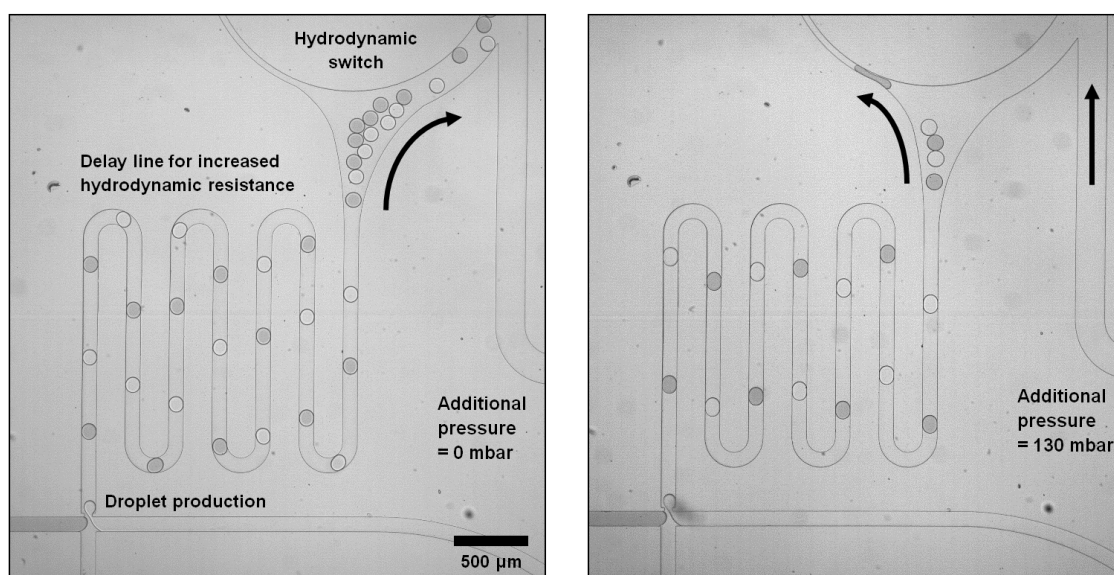 Hydrodynamic
switch
Delay line for increased
hydrodynamic resistance
Additional
pressure
= 0 mbar
Droplet production
500 µm
Additional
pressure
= 130 mbar